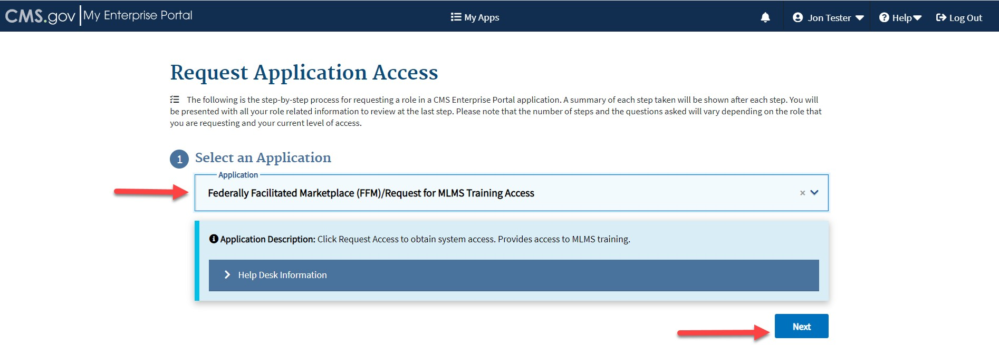 CMS.gov My Enterprise Portal
My Apps
Jon Tester
Help
Log Out
Request Application Access
The following is the step-by-step process for requesting a role in a CMS Enterprise Portal application. A summary of each step taken will be shown after each step. You will
be presented with all your role related information to review at the last step. Please note that the number of steps and the questions asked will vary depending on the role that
you are requesting and your current level of access.
1 Select an Application
Application
Federally Facilitated Marketplace (FFM)/Request for MLMS Training Access
Application Description: Click Request Access to obtain system access. Provides access to MLMS training.
Help Desk Information
Next